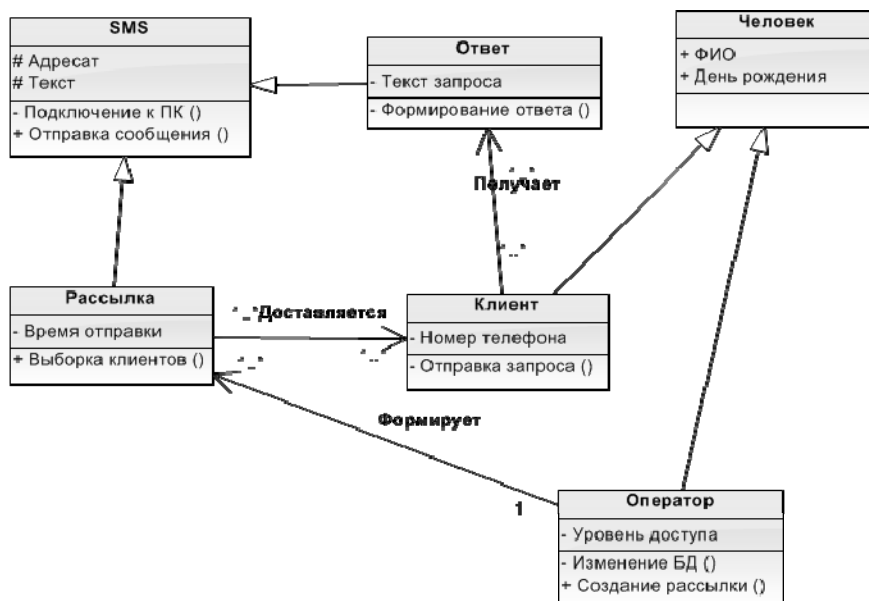 SMS
# Адресат
# Текст
- Подключение к ПК ()
+ Отправка сообщения ()
Ответ
- Текст запроса
- Формирование ответа ()
Человек
+ ФИО
+ День рождения
Получает
Рассылка
- Время отправки
+ Выборка клиентов ()
Доставляется
Клиент
- Номер телефона
- Отправка запроса ()
Формирует
1
Оператор
- Уровень доступа
- Изменение БД ()
+ Создание рассылки ()